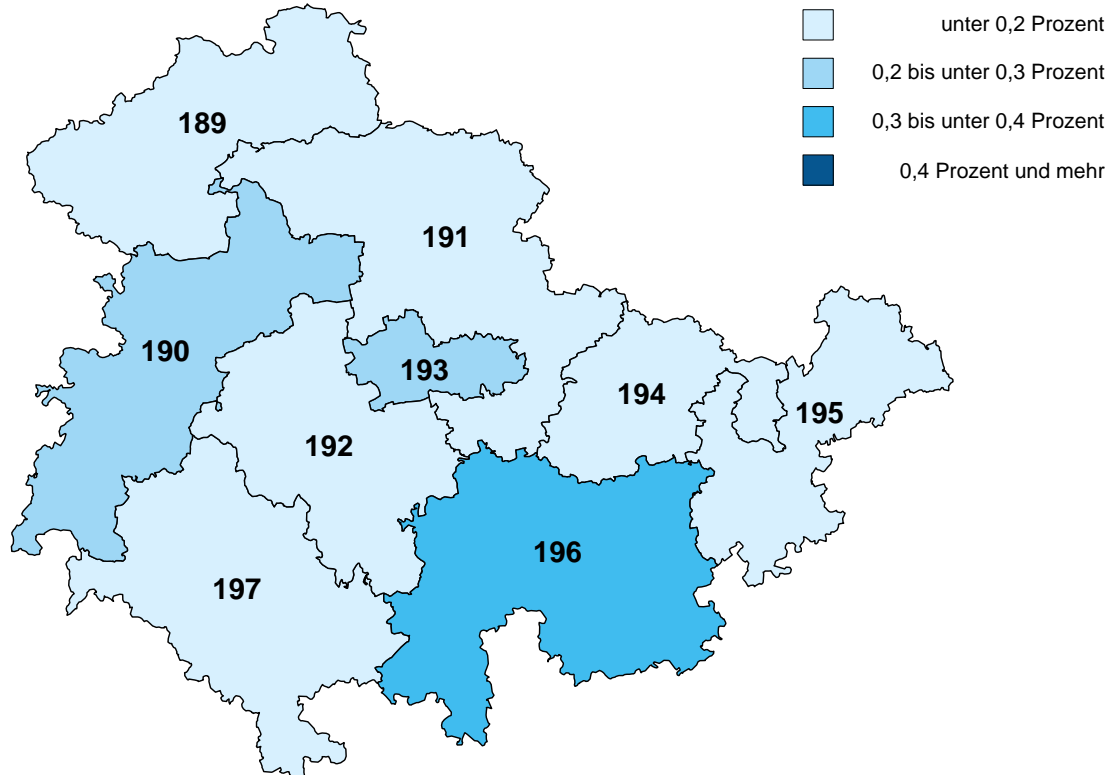 unter 0,2 Prozent
0,2 bis unter 0,3 Prozent
0,3 bis unter 0,4 Prozent
0,4 Prozent und mehr
189
191
190
193
194
195
192
196
197